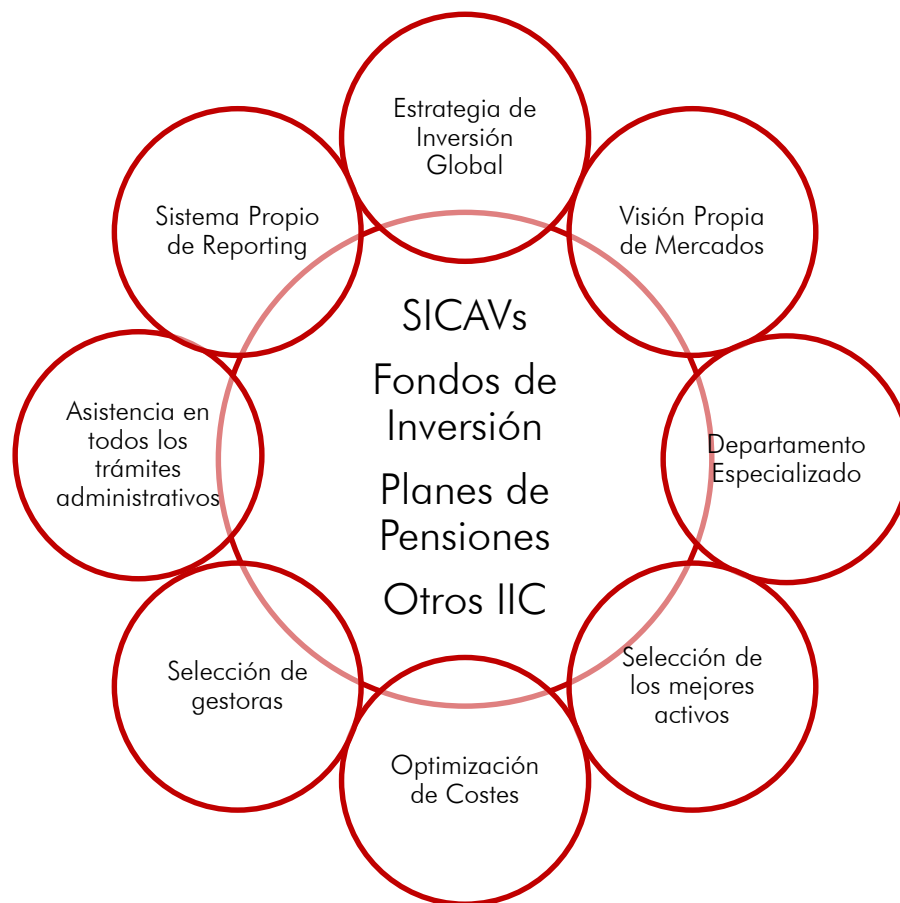 Estrategia de
Inversión
Global
Visión Propia
de Mercados
Departamento
Especializado
Selección de
los mejores
activos
Optimización
de Costes
Selección de
gestoras
Asistencia en
todos los
trámites
administrativos
Sistema Propio
de Reporting
SICAVs
Fondos de
Inversión
Planes de
Pensiones
Otros IIC